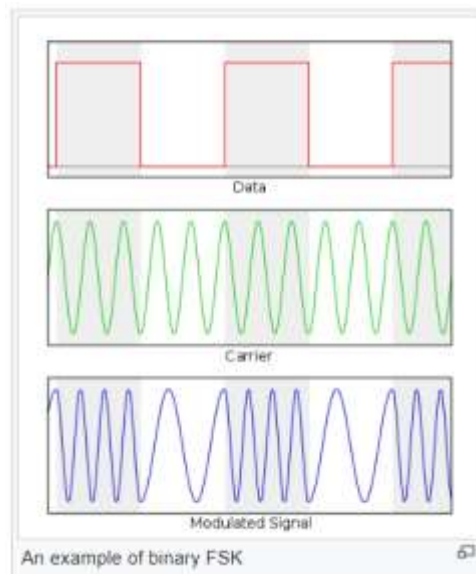 Data
Carrier
Modulated Signal
An example of binary FSK